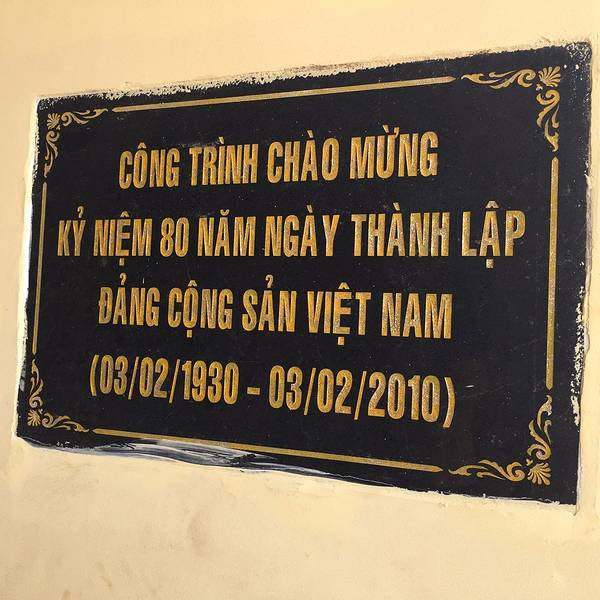 CÔNG TRÌNH CHÀO MỪNG
KỶ NIỆM 80 NĂM NGÀY THÀNH LẬP
ĐẢNG CỘNG SẢN VIỆT NAM
(03/02/1930 - 03/02/2010)